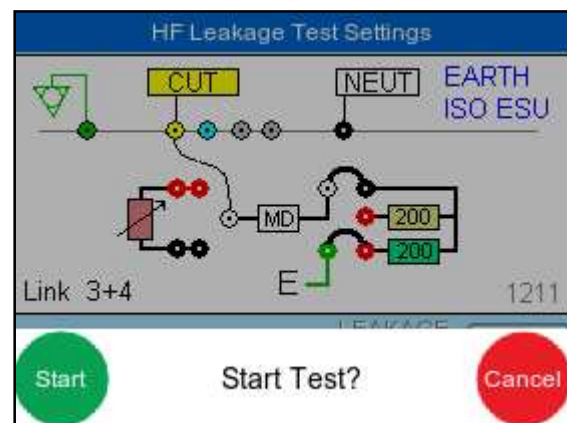 HF Leakage Test Settings
CUT
NEUT
EARTH
ISO ESU
MD
200
200
E
Link 3+4
1211
LEAKAGE
Start
Start Test?
Cancel